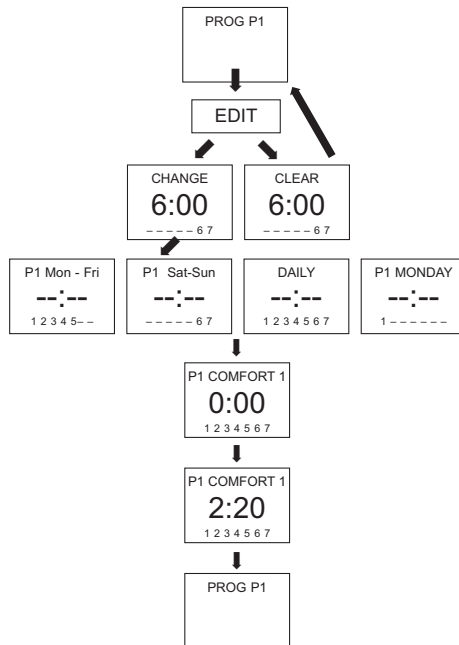 PROG P1
EDIT
CHANGE
6:00
– – – – – 6 7
CLEAR
6:00
– – – – – 6 7
P1 Mon - Fri
--:--
1 2 3 4 5 – –
P1 Sat-Sun
--:--
– – – – – 6 7
DAILY
--:--
1 2 3 4 5 6 7
P1 MONDAY
--:--
1 – – – – – –
P1 COMFORT 1
0:00
1 2 3 4 5 6 7
P1 COMFORT 1
2:20
1 2 3 4 5 6 7
PROG P1